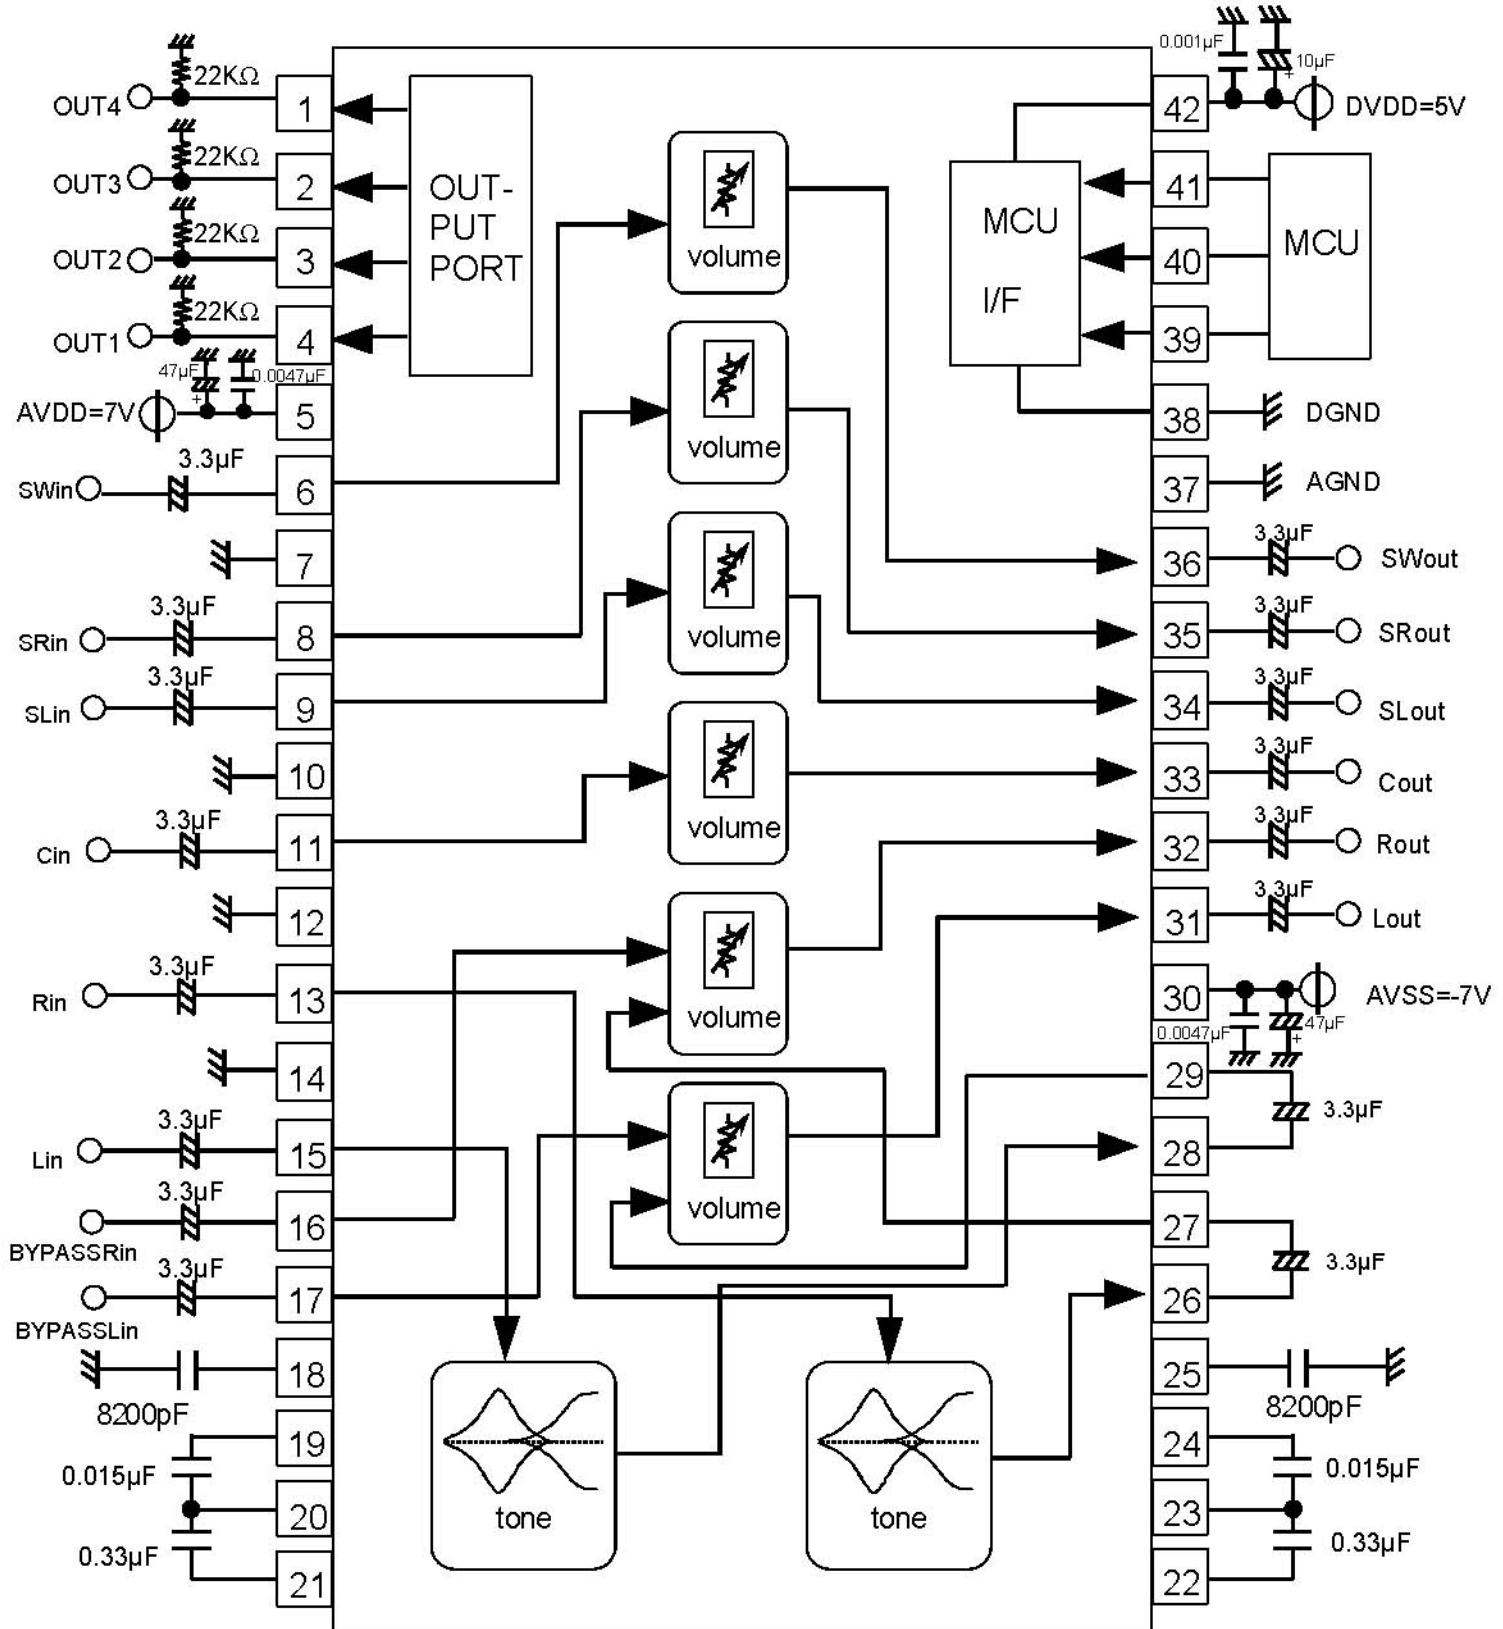 OUT4
22KΩ
1
OUT3
22KΩ
2
OUT2
22KΩ
3
OUT1
22KΩ
4
47µF
+
0.0047µF
AVDD=7V
5
3.3µF
SWin
6
7
3.3µF
SRin
8
3.3µF
SLin
9
10
3.3µF
Cin
11
12
3.3µF
Rin
13
14
3.3µF
Lin
15
3.3µF
16
BYPASSRin
3.3µF
17
BYPASSLin
18
8200pF
19
0.015µF
20
0.33µF
21
OUT-
PUT
PORT
volume
volume
volume
volume
volume
volume
tone
tone
MCU
I/F
MCU
0.001µF
10µF
+
42
DVDD=5V
41
40
39
38
DGND
37
AGND
3.3µF
36
SWout
3.3µF
35
SRout
3.3µF
34
SLout
3.3µF
33
Cout
3.3µF
32
Rout
3.3µF
31
Lout
30
AVSS=-7V
0.0047µF
47µF
+
29
3.3µF
28
27
3.3µF
26
25
8200pF
24
0.015µF
23
0.33µF
22